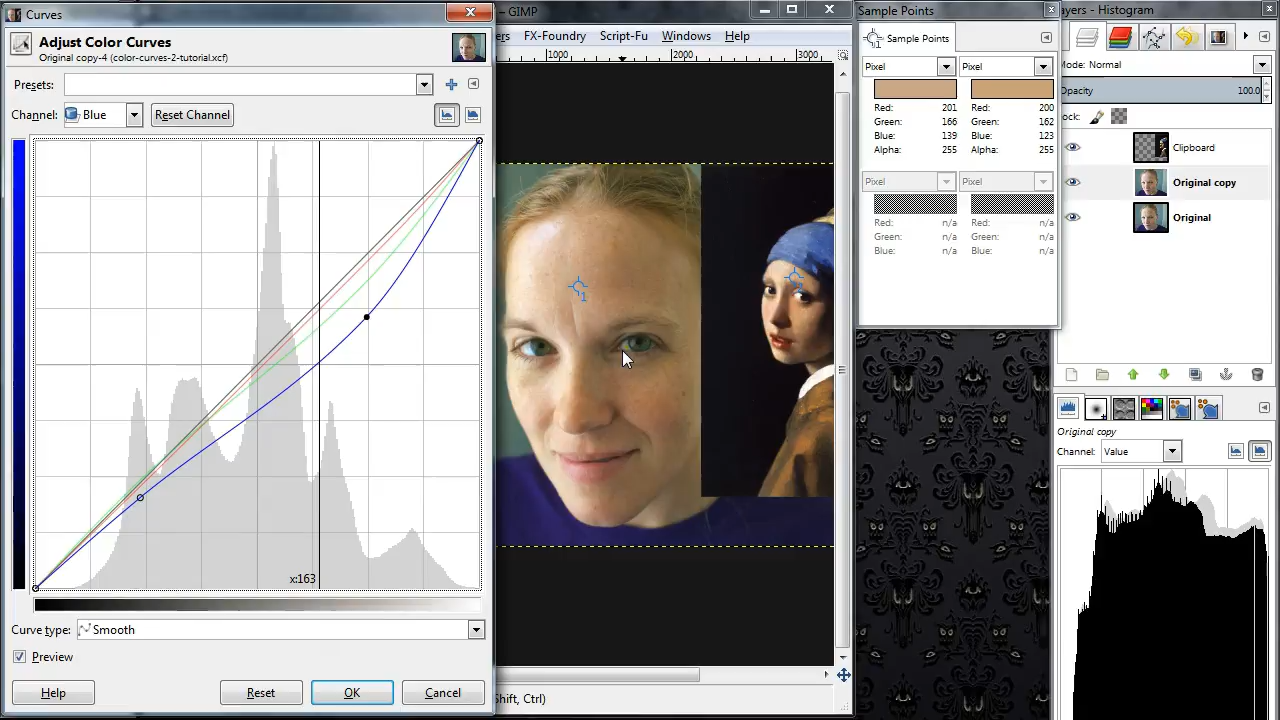 Curves
Adjust Color Curves
Original copy-4 (color-curves-2-tutorial.xcf)
Presets:
Channel: Blue Reset Channel
x:163
Curve type: Smooth
Preview
Help Reset OK Cancel
– GIMP
ers FX-Foundry Script-Fu Windows Help
1000 2000 3000
1
Shift, Ctrl)
Sample Points
Sample Points
Pixel Pixel
Red: 201 Red: 200
Green: 166 Green: 162
Blue: 139 Blue: 123
Alpha: 255 Alpha: 255
Pixel Pixel
Red: n/a Red: n/a
Green: n/a Green: n/a
Blue: n/a Blue: n/a
ayers - Histogram
Mode: Normal
Opacity 100.0
ock:
Clipboard
Original copy
Original
Original copy
Channel: Value